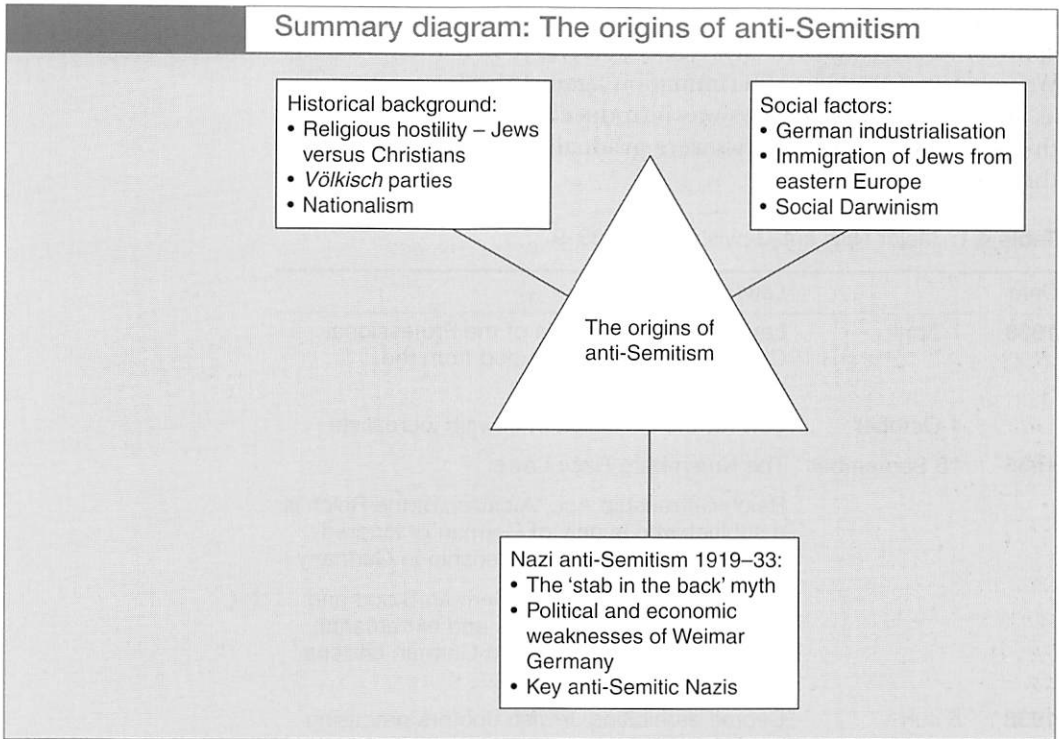 Summary diagram: The origins of anti-Semitism
Historical background:
• Religious hostility – Jews
versus Christians
• Völkisch parties
• Nationalism
Social factors:
• German industrialisation
• Immigration of Jews from
eastern Europe
• Social Darwinism
The origins of
anti-Semitism
Nazi anti-Semitism 1919–33:
• The ‘stab in the back’ myth
• Political and economic
weaknesses of Weimar
Germany
• Key anti-Semitic Nazis